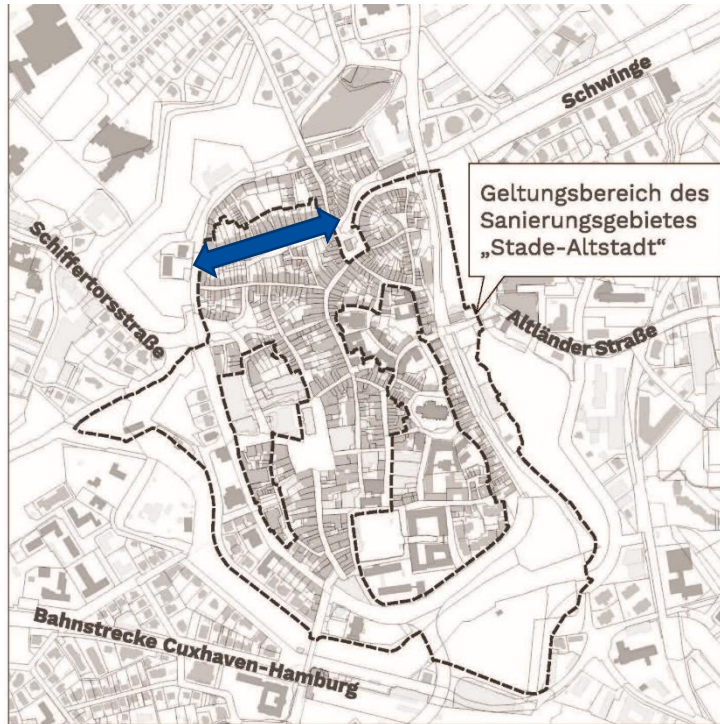 Schwinge
Geltungsbereich des
Sanierungsgebietes
„Stade-Altstadt“
Schiffertorsstraße
Altländer Straße
Bahnstrecke Cuxhaven-Hamburg